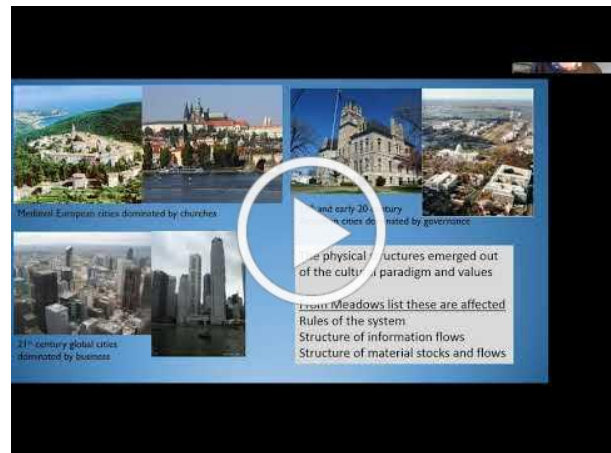 Medieval European cities dominated by churches
and early 20 century
cities dominated by governance
21st century global cities
dominated by business
The physical structures emerged out
of the cultural paradigm and values
From Meadows list these are affected
Rules of the system
Structure of information flows
Structure of material stocks and flows